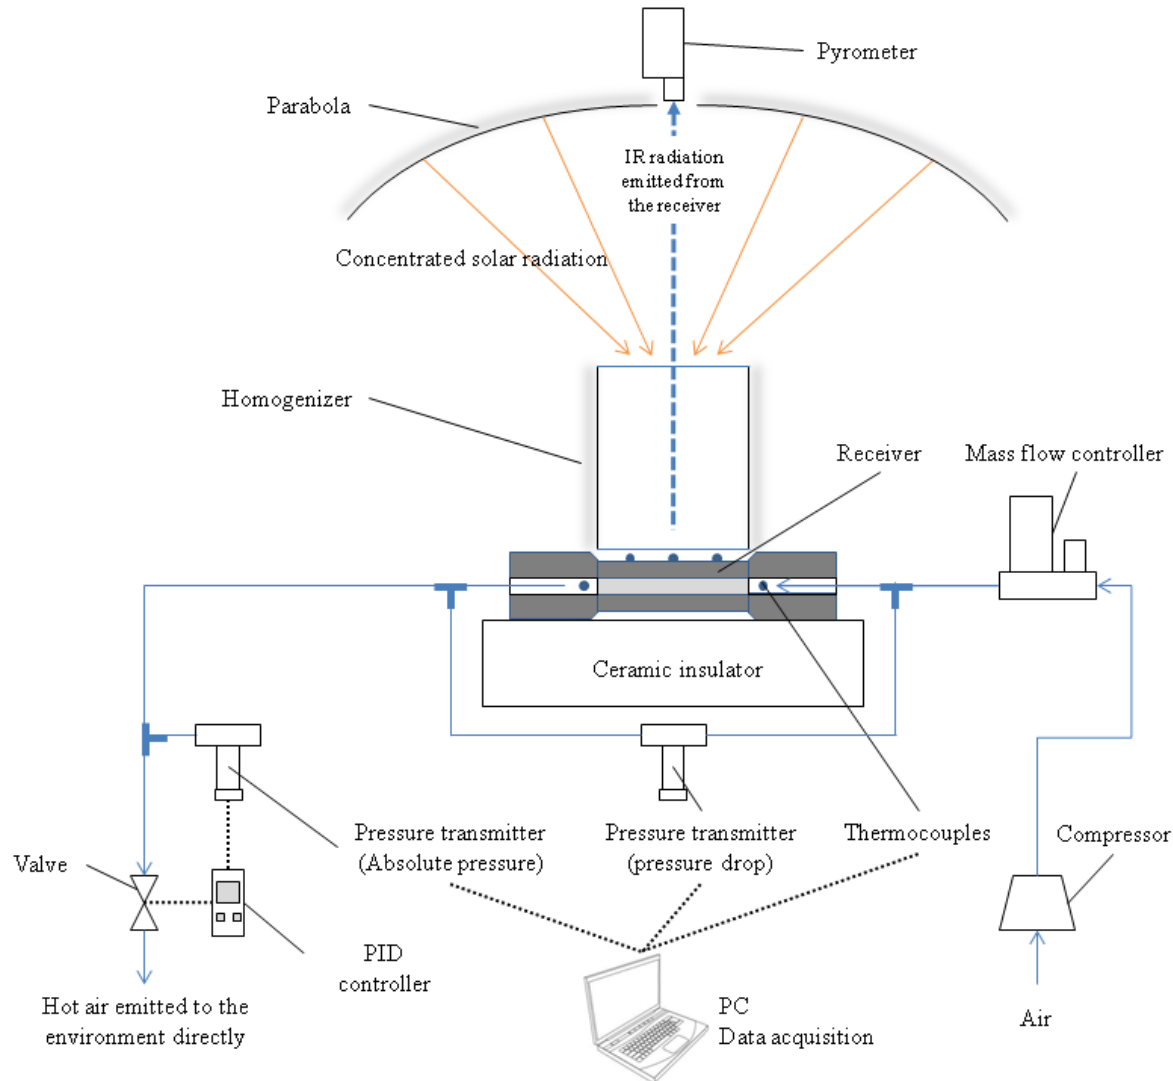 Pyrometer
Parabola
IR radiation
emitted from
the receiver
Concentrated solar radiation
Homogenizer
Receiver
Mass flow controller
Ceramic insulator
Pressure transmitter
(Absolute pressure)
Pressure transmitter
(pressure drop)
Thermocouples
Compressor
Valve
PID
controller
Hot air emitted to the
environment directly
PC
Data acquisition
Air